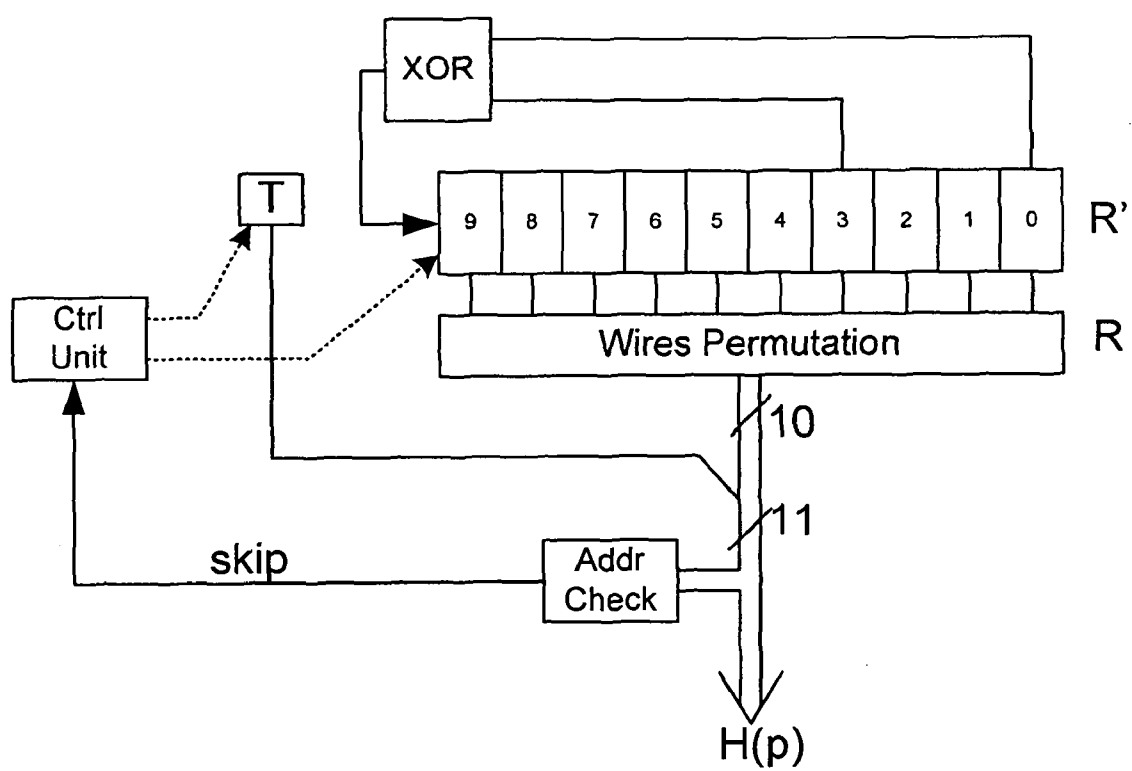 XOR
T
9 8 7 6 5 4 3 2 1 0
R'
Ctrl
Unit
Wires Permutation
R
10
11
skip
Addr
Check
H(p)